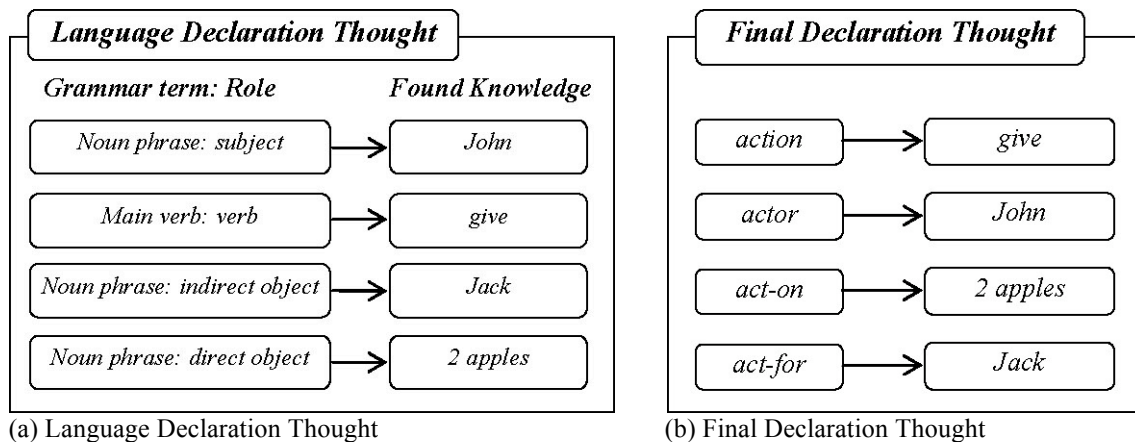 Language Declaration Thought
Grammar term: Role Found Knowledge
Noun phrase: subject John
Main verb: verb give
Noun phrase: indirect object Jack
Noun phrase: direct object 2 apples
(a) Language Declaration Thought
Final Declaration Thought
action give
actor John
act-on 2 apples
act-for Jack
(b) Final Declaration Thought